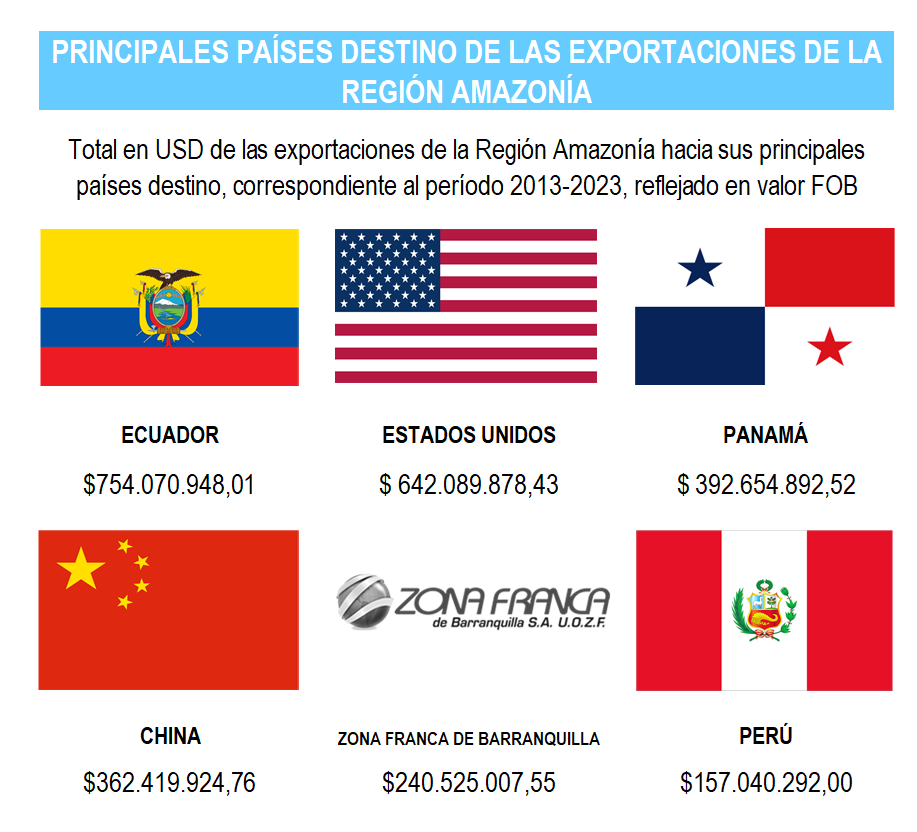 PRINCIPALES PAÍSES DESTINO DE LAS EXPORTACIONES DE LA
REGIÓN AMAZONÍA
Total en USD de las exportaciones de la Región Amazonía hacia sus principales
países destino, correspondiente al período 2013-2023, reflejado en valor FOB
ECUADOR
ESTADOS UNIDOS
PANAMÁ
$754.070.948,01
$ 642.089.878,43
$ 392.654.892,52
ZONA FRANCA
de Barranquilla S.A. U.O.Z.F.
CHINA
ZONA FRANCA DE BARRANQUILLA
PERÚ
$362.419.924,76
$240.525.007,55
$157.040.292,00